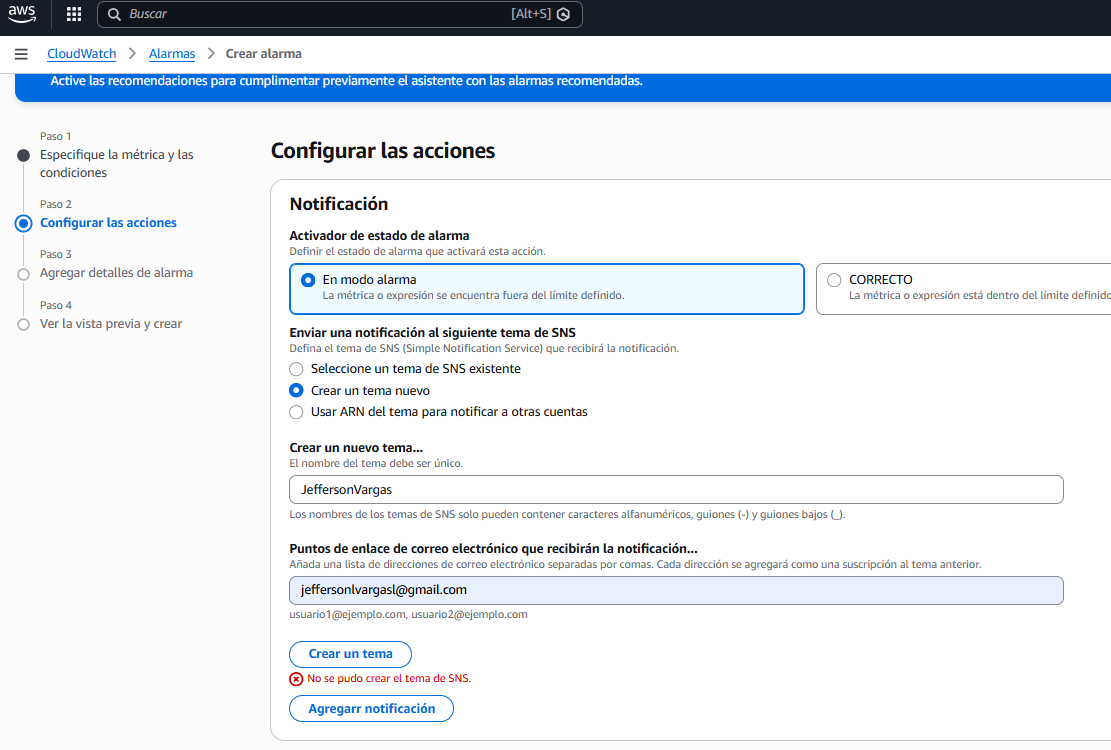 aws
Buscar
[Alt+S]
CloudWatch > Alarmas > Crear alarma
Active las recomendaciones para cumplimentar previamente el asistente con las alarmas recomendadas.
Paso 1
Especifique la métrica y las
condiciones
Paso 2
Configurar las acciones
Paso 3
Agregar detalles de alarma
Paso 4
Ver la vista previa y crear
Configurar las acciones
Notificación
Activador de estado de alarma
Definir el estado de alarma que activará esta acción.
En modo alarma
La métrica o expresión se encuentra fuera del límite definido.
CORRECTO
La métrica o expresión está dentro del límite definido
Enviar una notificación al siguiente tema de SNS
Defina el tema de SNS (Simple Notification Service) que recibirá la notificación.
Seleccione un tema de SNS existente
Crear un tema nuevo
Usar ARN del tema para notificar a otras cuentas
Crear un nuevo tema...
El nombre del tema debe ser único.
JeffersonVargas
Los nombres de los temas de SNS solo pueden contener caracteres alfanuméricos, guiones (-) y guiones bajos (_).
Puntos de enlace de correo electrónico que recibirán la notificación...
Añada una lista de direcciones de correo electrónico separadas por comas. Cada dirección se agregará como una suscripción al tema anterior.
jeffersonlvargasl@gmail.com
usuario1@ejemplo.com, usuario2@ejemplo.com
Crear un tema
No se pudo crear el tema de SNS.
Agregarr notificación